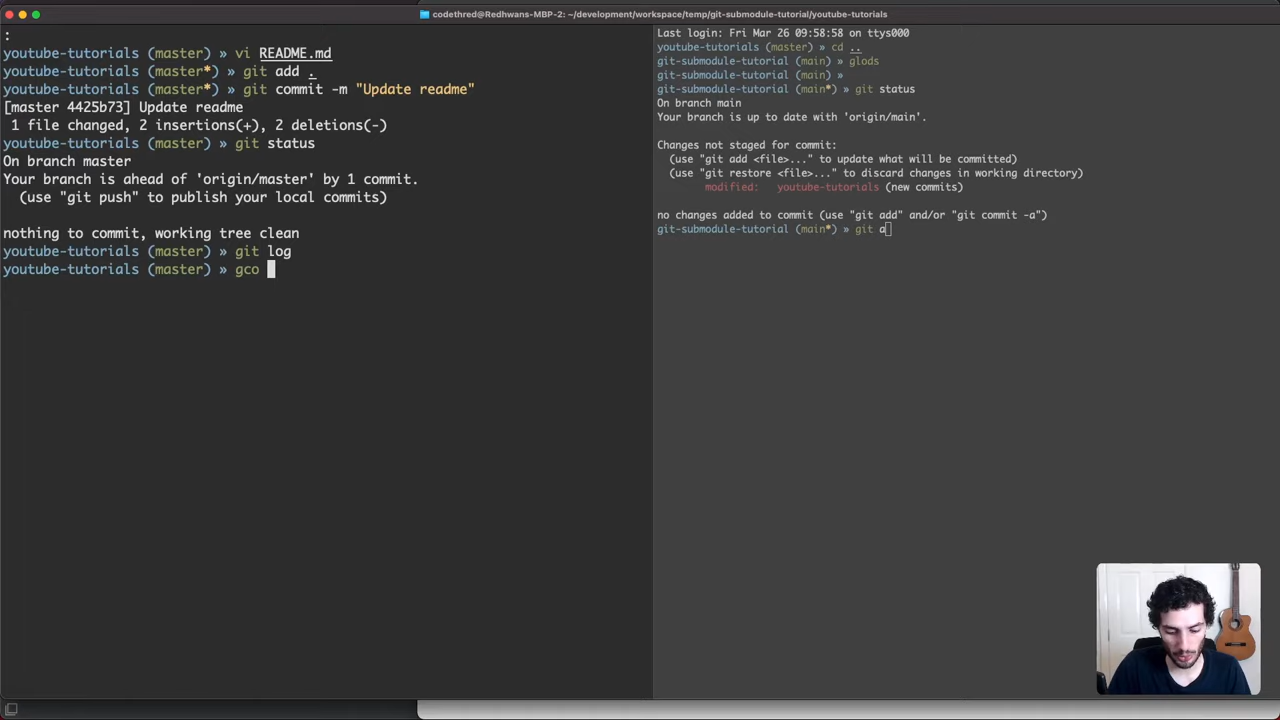 codethred@Redhwans-MBP-2: ~/development/workspace/temp/git-submodule-tutorial/youtube-tutorials
:
youtube-tutorials (master) » vi README.md
youtube-tutorials (master*) » git add .
youtube-tutorials (master*) » git commit -m "Update readme"
[master 4425b73] Update readme
1 file changed, 2 insertions(+), 2 deletions(-)
youtube-tutorials (master) » git status
On branch master
Your branch is ahead of 'origin/master' by 1 commit.
(use "git push" to publish your local commits)
nothing to commit, working tree clean
youtube-tutorials (master) » git log
youtube-tutorials (master) » gco
Last login: Fri Mar 26 09:58:58 on ttys000
youtube-tutorials (master) » cd ..
git-submodule-tutorial (main) » glods
git-submodule-tutorial (main) »
git-submodule-tutorial (main*) » git status
On branch main
Your branch is up to date with 'origin/main'.
Changes not staged for commit:
(use "git add <file>..." to update what will be committed)
(use "git restore <file>..." to discard changes in working directory)
modified: youtube-tutorials (new commits)
no changes added to commit (use "git add" and/or "git commit -a")
git-submodule-tutorial (main*) » git a